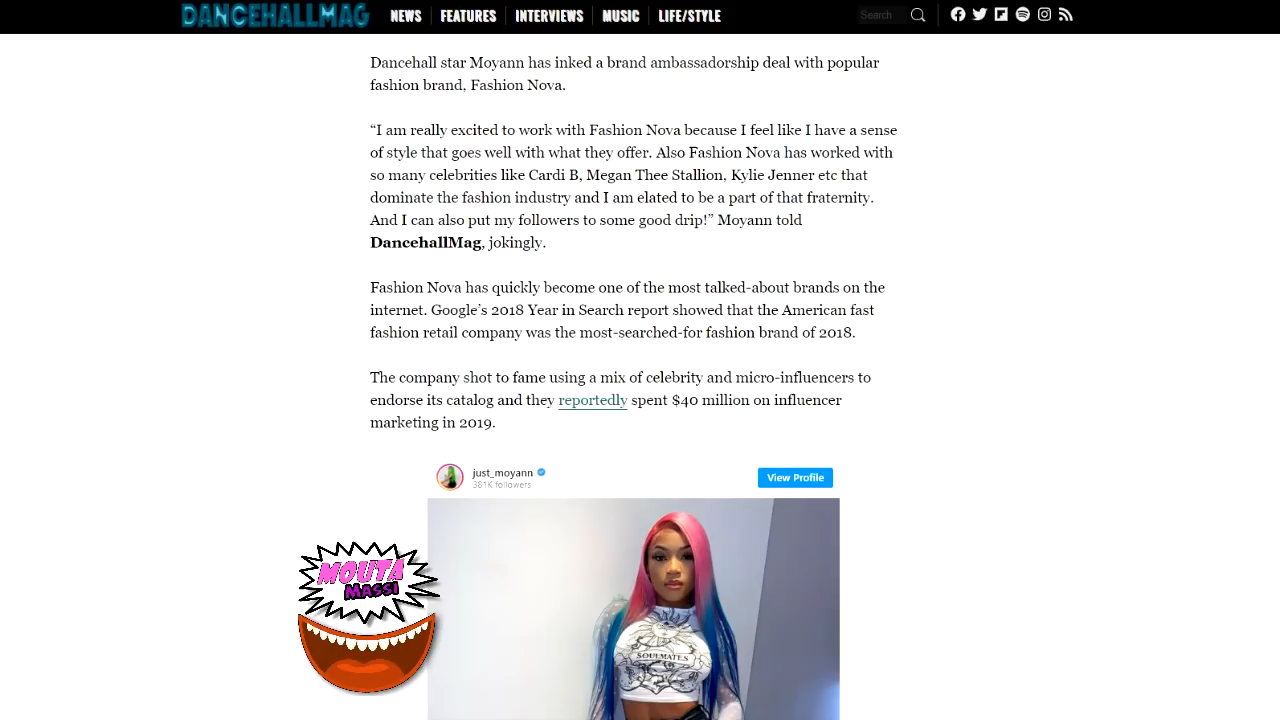 DANCEHALLMAG
NEWS
FEATURES
INTERVIEWS
MUSIC
LIFE/STYLE
Search
Dancehall star Moyann has inked a brand ambassadorship deal with popular
fashion brand, Fashion Nova.
“I am really excited to work with Fashion Nova because I feel like I have a sense
of style that goes well with what they offer. Also Fashion Nova has worked with
so many celebrities like Cardi B, Megan Thee Stallion, Kylie Jenner etc that
dominate the fashion industry and I am elated to be a part of that fraternity.
And I can also put my followers to some good drip!” Moyann told
DancehallMag, jokingly.
Fashion Nova has quickly become one of the most talked-about brands on the
internet. Google’s 2018 Year in Search report showed that the American fast
fashion retail company was the most-searched-for fashion brand of 2018.
The company shot to fame using a mix of celebrity and micro-influencers to
endorse its catalog and they reportedly spent $40 million on influencer
marketing in 2019.
just_moyann
381K followers
View Profile
MOUTA
MASSI
SOULMATES